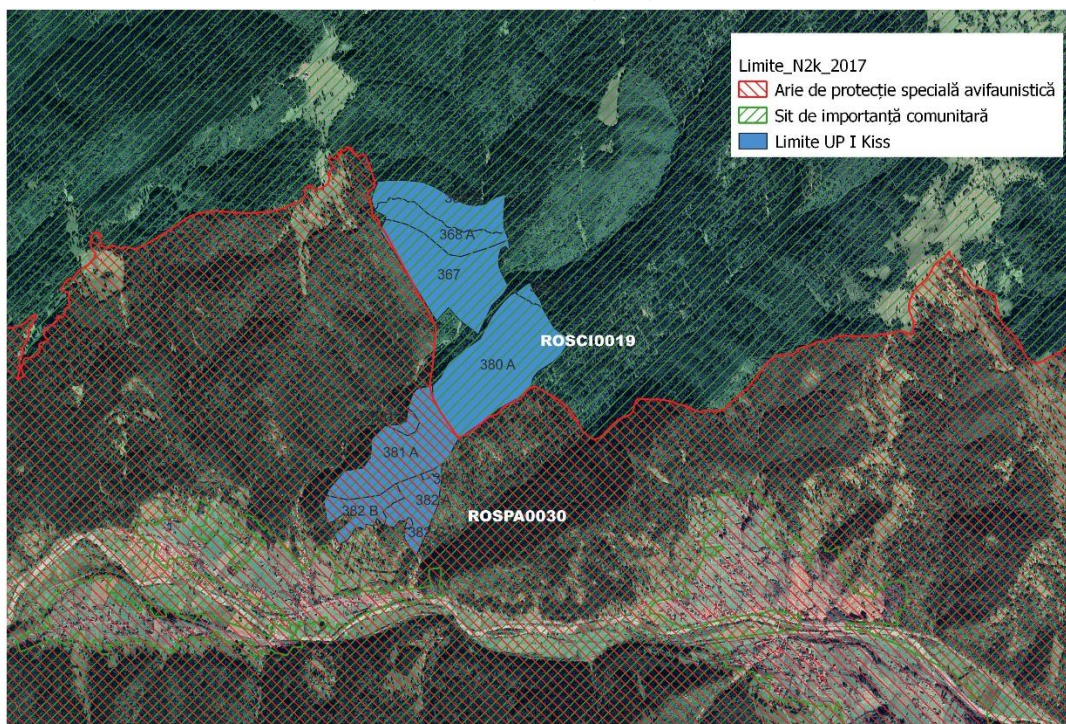 Limite_N2k_2017
Arie de protecție specială avifaunistică
Sit de importanță comunitară
Limite UP I Kiss
368 A
367
ROSCI0019
380 A
381 A
382 B
ROSPA0030